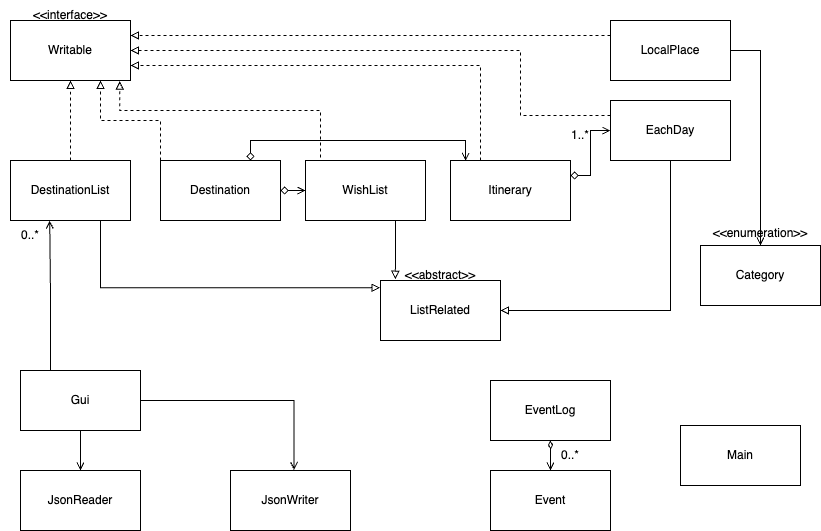 <<interface>>
Writable
LocalPlace
EachDay
1..*
DestinationList
Destination
WishList
Itinerary
0..*
<<enumeration>>
Category
<<abstract>>
ListRelated
Gui
EventLog
0..*
Main
JsonReader
JsonWriter
Event